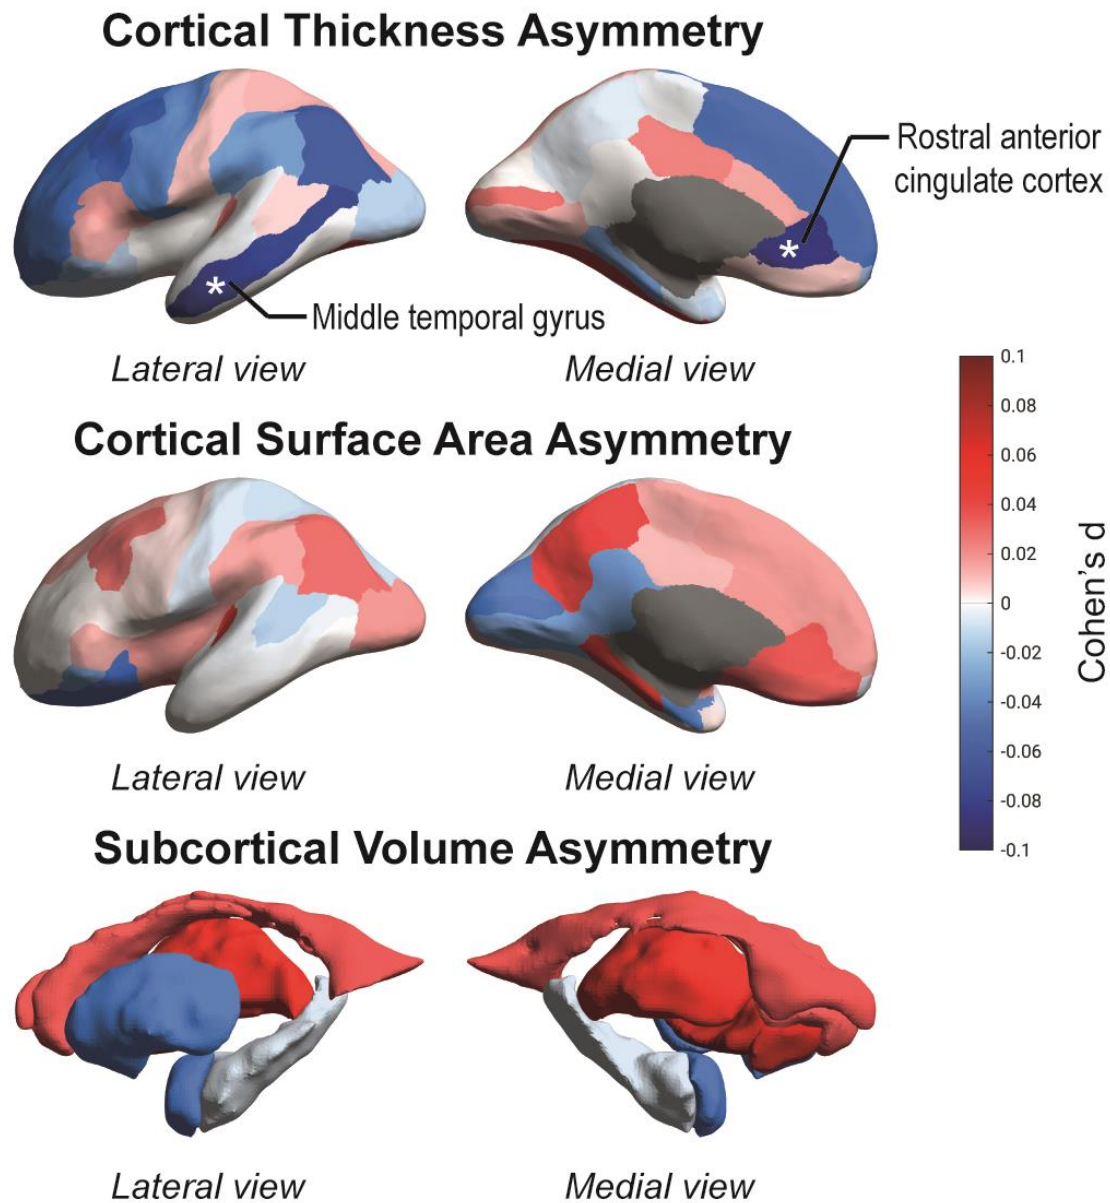 Cortical Thickness Asymmetry
Rostral anterior
cingulate cortex
*
*
Middle temporal gyrus
Lateral view
Medial view
Cortical Surface Area Asymmetry
Lateral view
Medial view
Subcortical Volume Asymmetry
Lateral view
Medial view
0.1
0.08
0.06
0.04
0.02
0
-0.02
-0.04
-0.06
-0.08
-0.1
Cohen's d